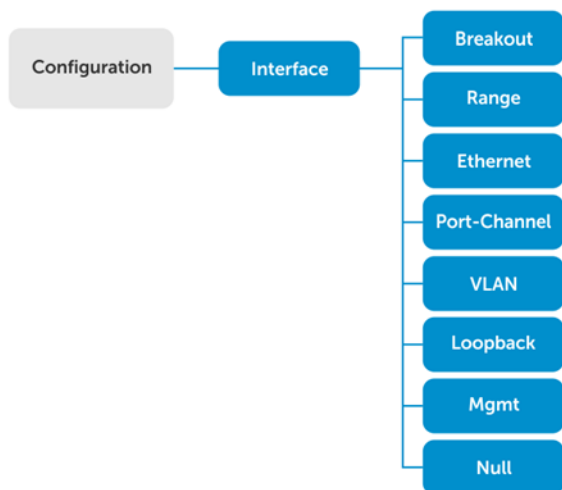 Configuration
Interface
Breakout
Range
Ethernet
Port-Channel
VLAN
Loopback
Mgmt
Null